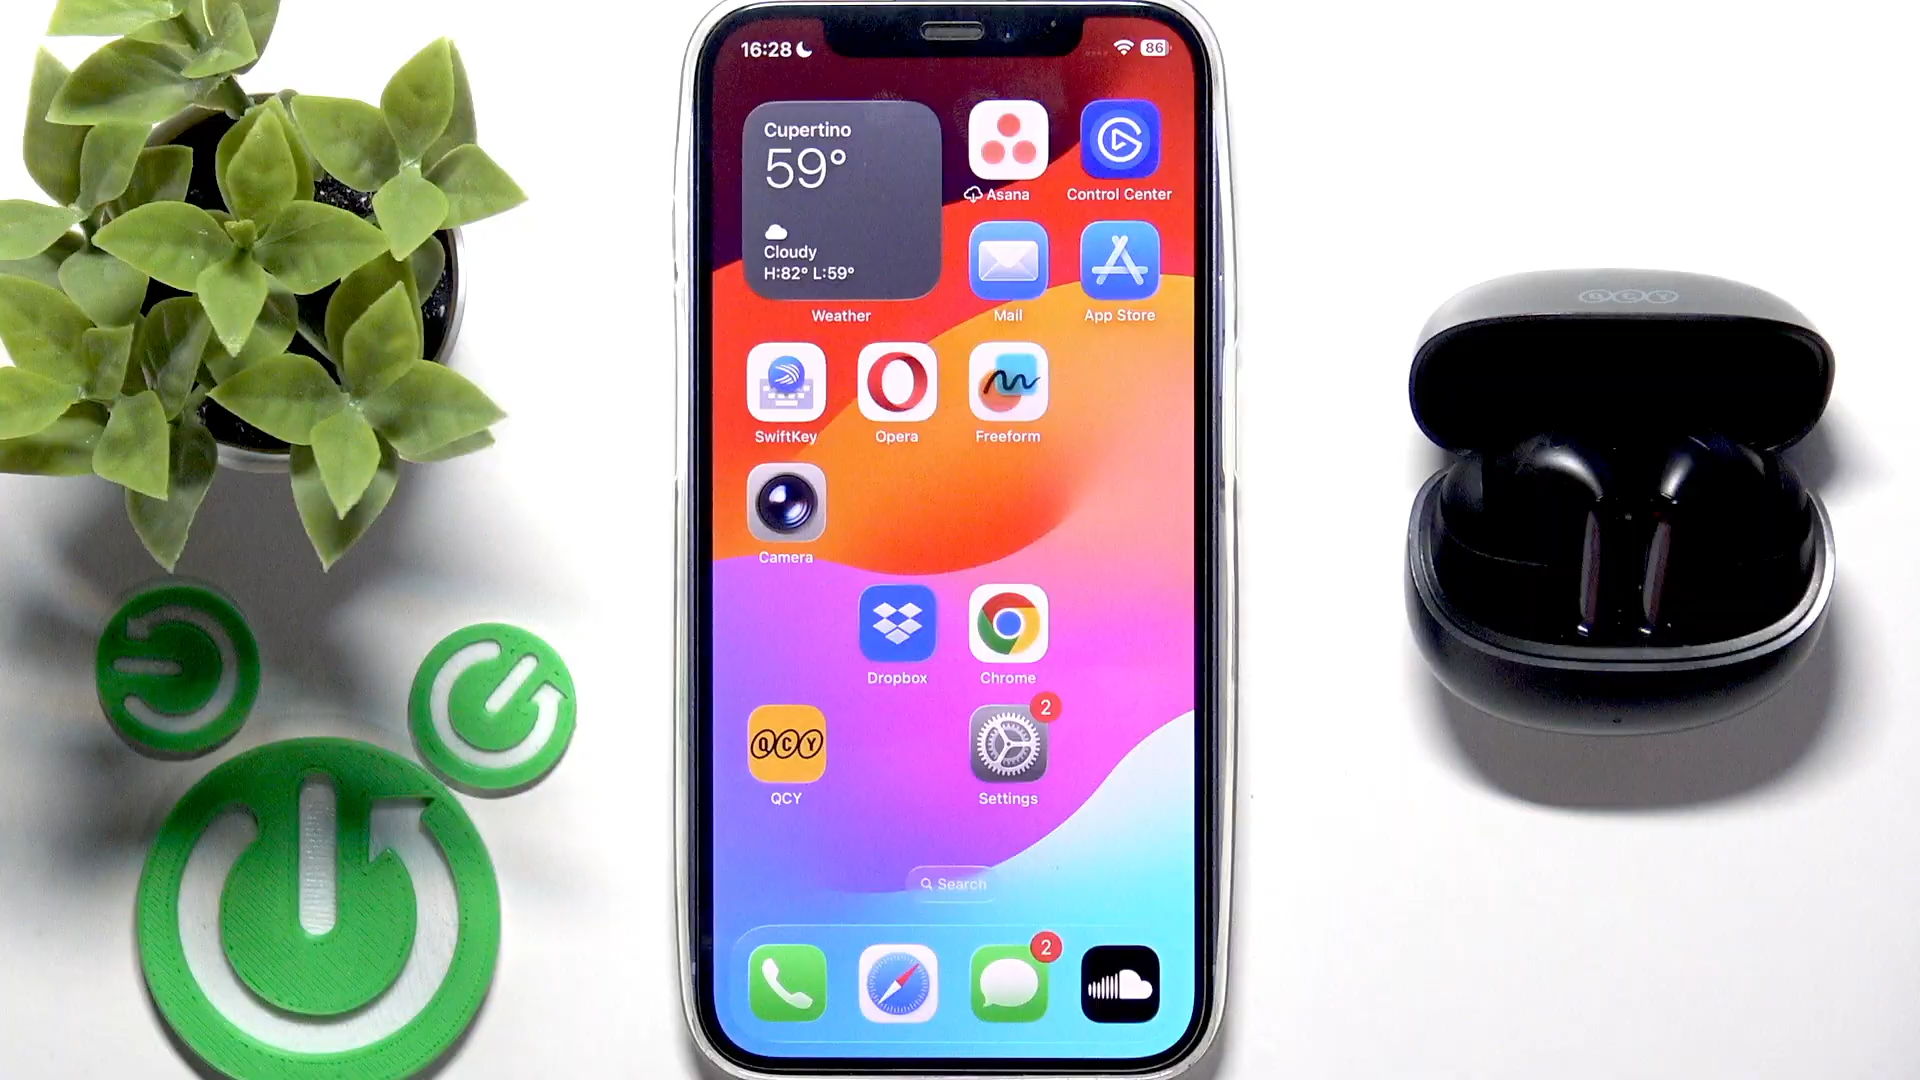 16:28
86
Cupertino
59°
Cloudy
H:82° L:59°
Weather
Asana
Control Center
Mail
App Store
SwiftKey
Opera
Freeform
Camera
Dropbox
Chrome
QCY
QCY
2
Settings
Search
2
QCY